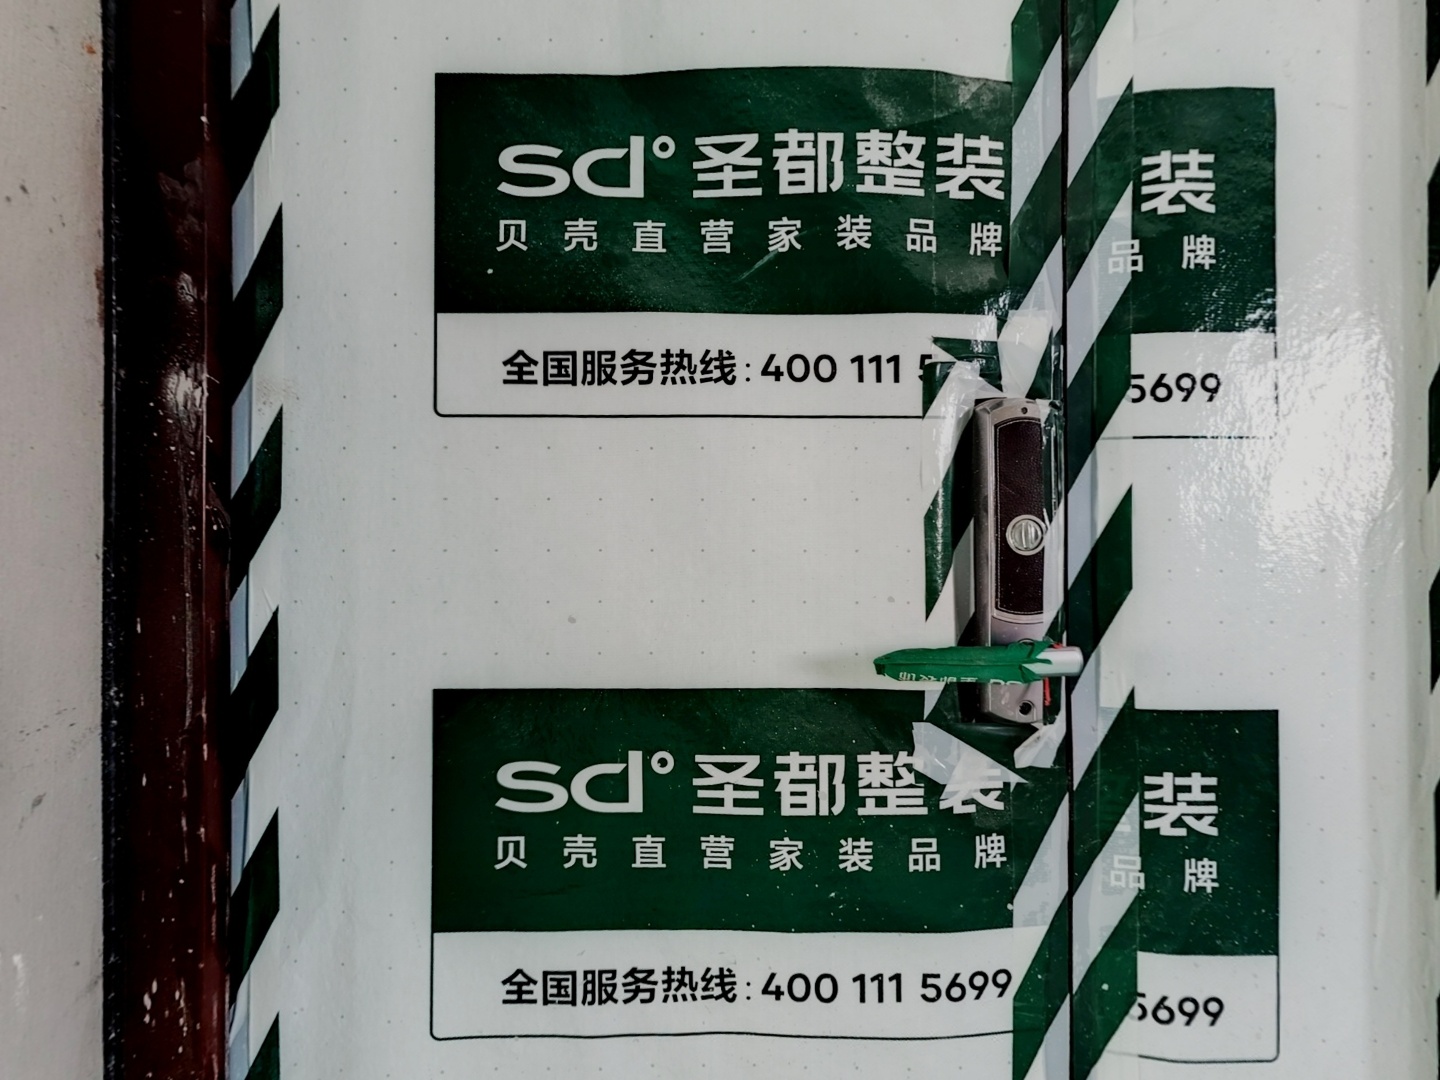 sd° 圣都整装 装
贝壳直营家装品牌 品牌
全国服务热线:400 111 5 5699
sd° 圣都整装 装
贝壳直营家装品牌 品牌
全国服务热线:400 111 5699 5699